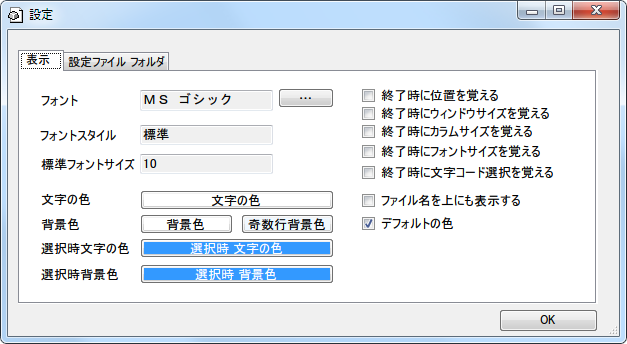 設定
表示
設定ファイル フォルダ
フォント
ＭＳ ゴシック
...
フォントスタイル
標準
標準フォントサイズ
10
文字の色
文字の色
背景色
背景色
奇数行背景色
選択時文字の色
選択時 文字の色
選択時背景色
選択時 背景色
終了時に位置を覚える
終了時にウィンドウサイズを覚える
終了時にカラムサイズを覚える
終了時にフォントサイズを覚える
終了時に文字コード選択を覚える
ファイル名を上にも表示する
デフォルトの色
OK